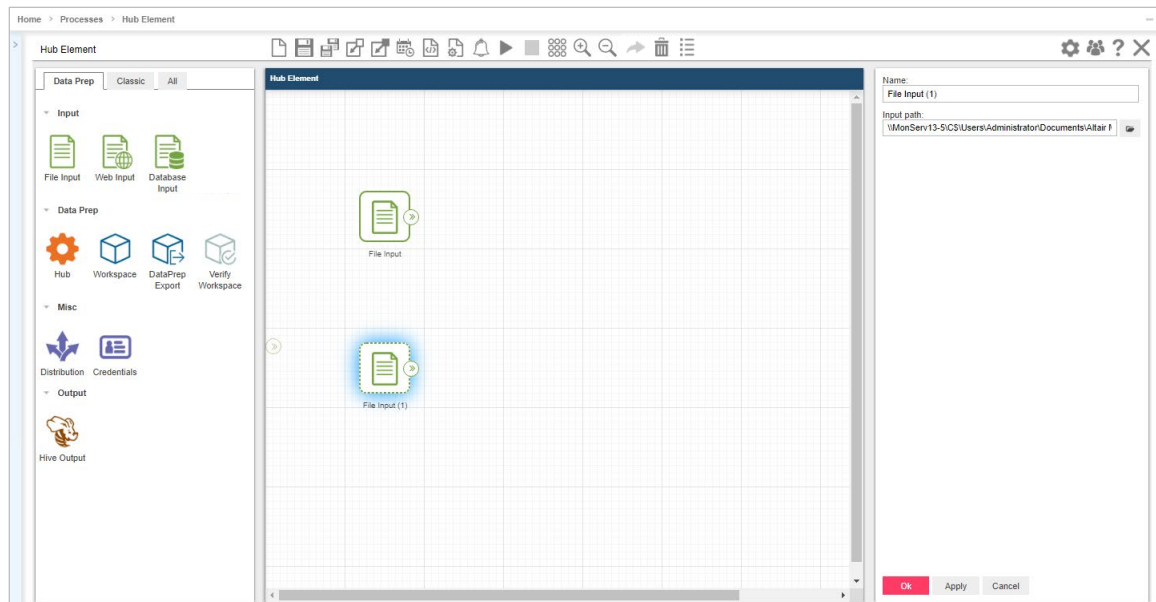 Home > Processes > Hub Element
Hub Element
Data Prep Classic All
Hub Element
Name:
File Input (1)
Input path:
\\MonServ13-5\C$\Users\Administrator\Documents\Altair
Input
File Input Web Input Database Input
Data Prep
Hub Workspace DataPrep Export Verify Workspace
Misc
Distribution Credentials
Output
Hive Output
File Input
File Input (1)
Ok Apply Cancel